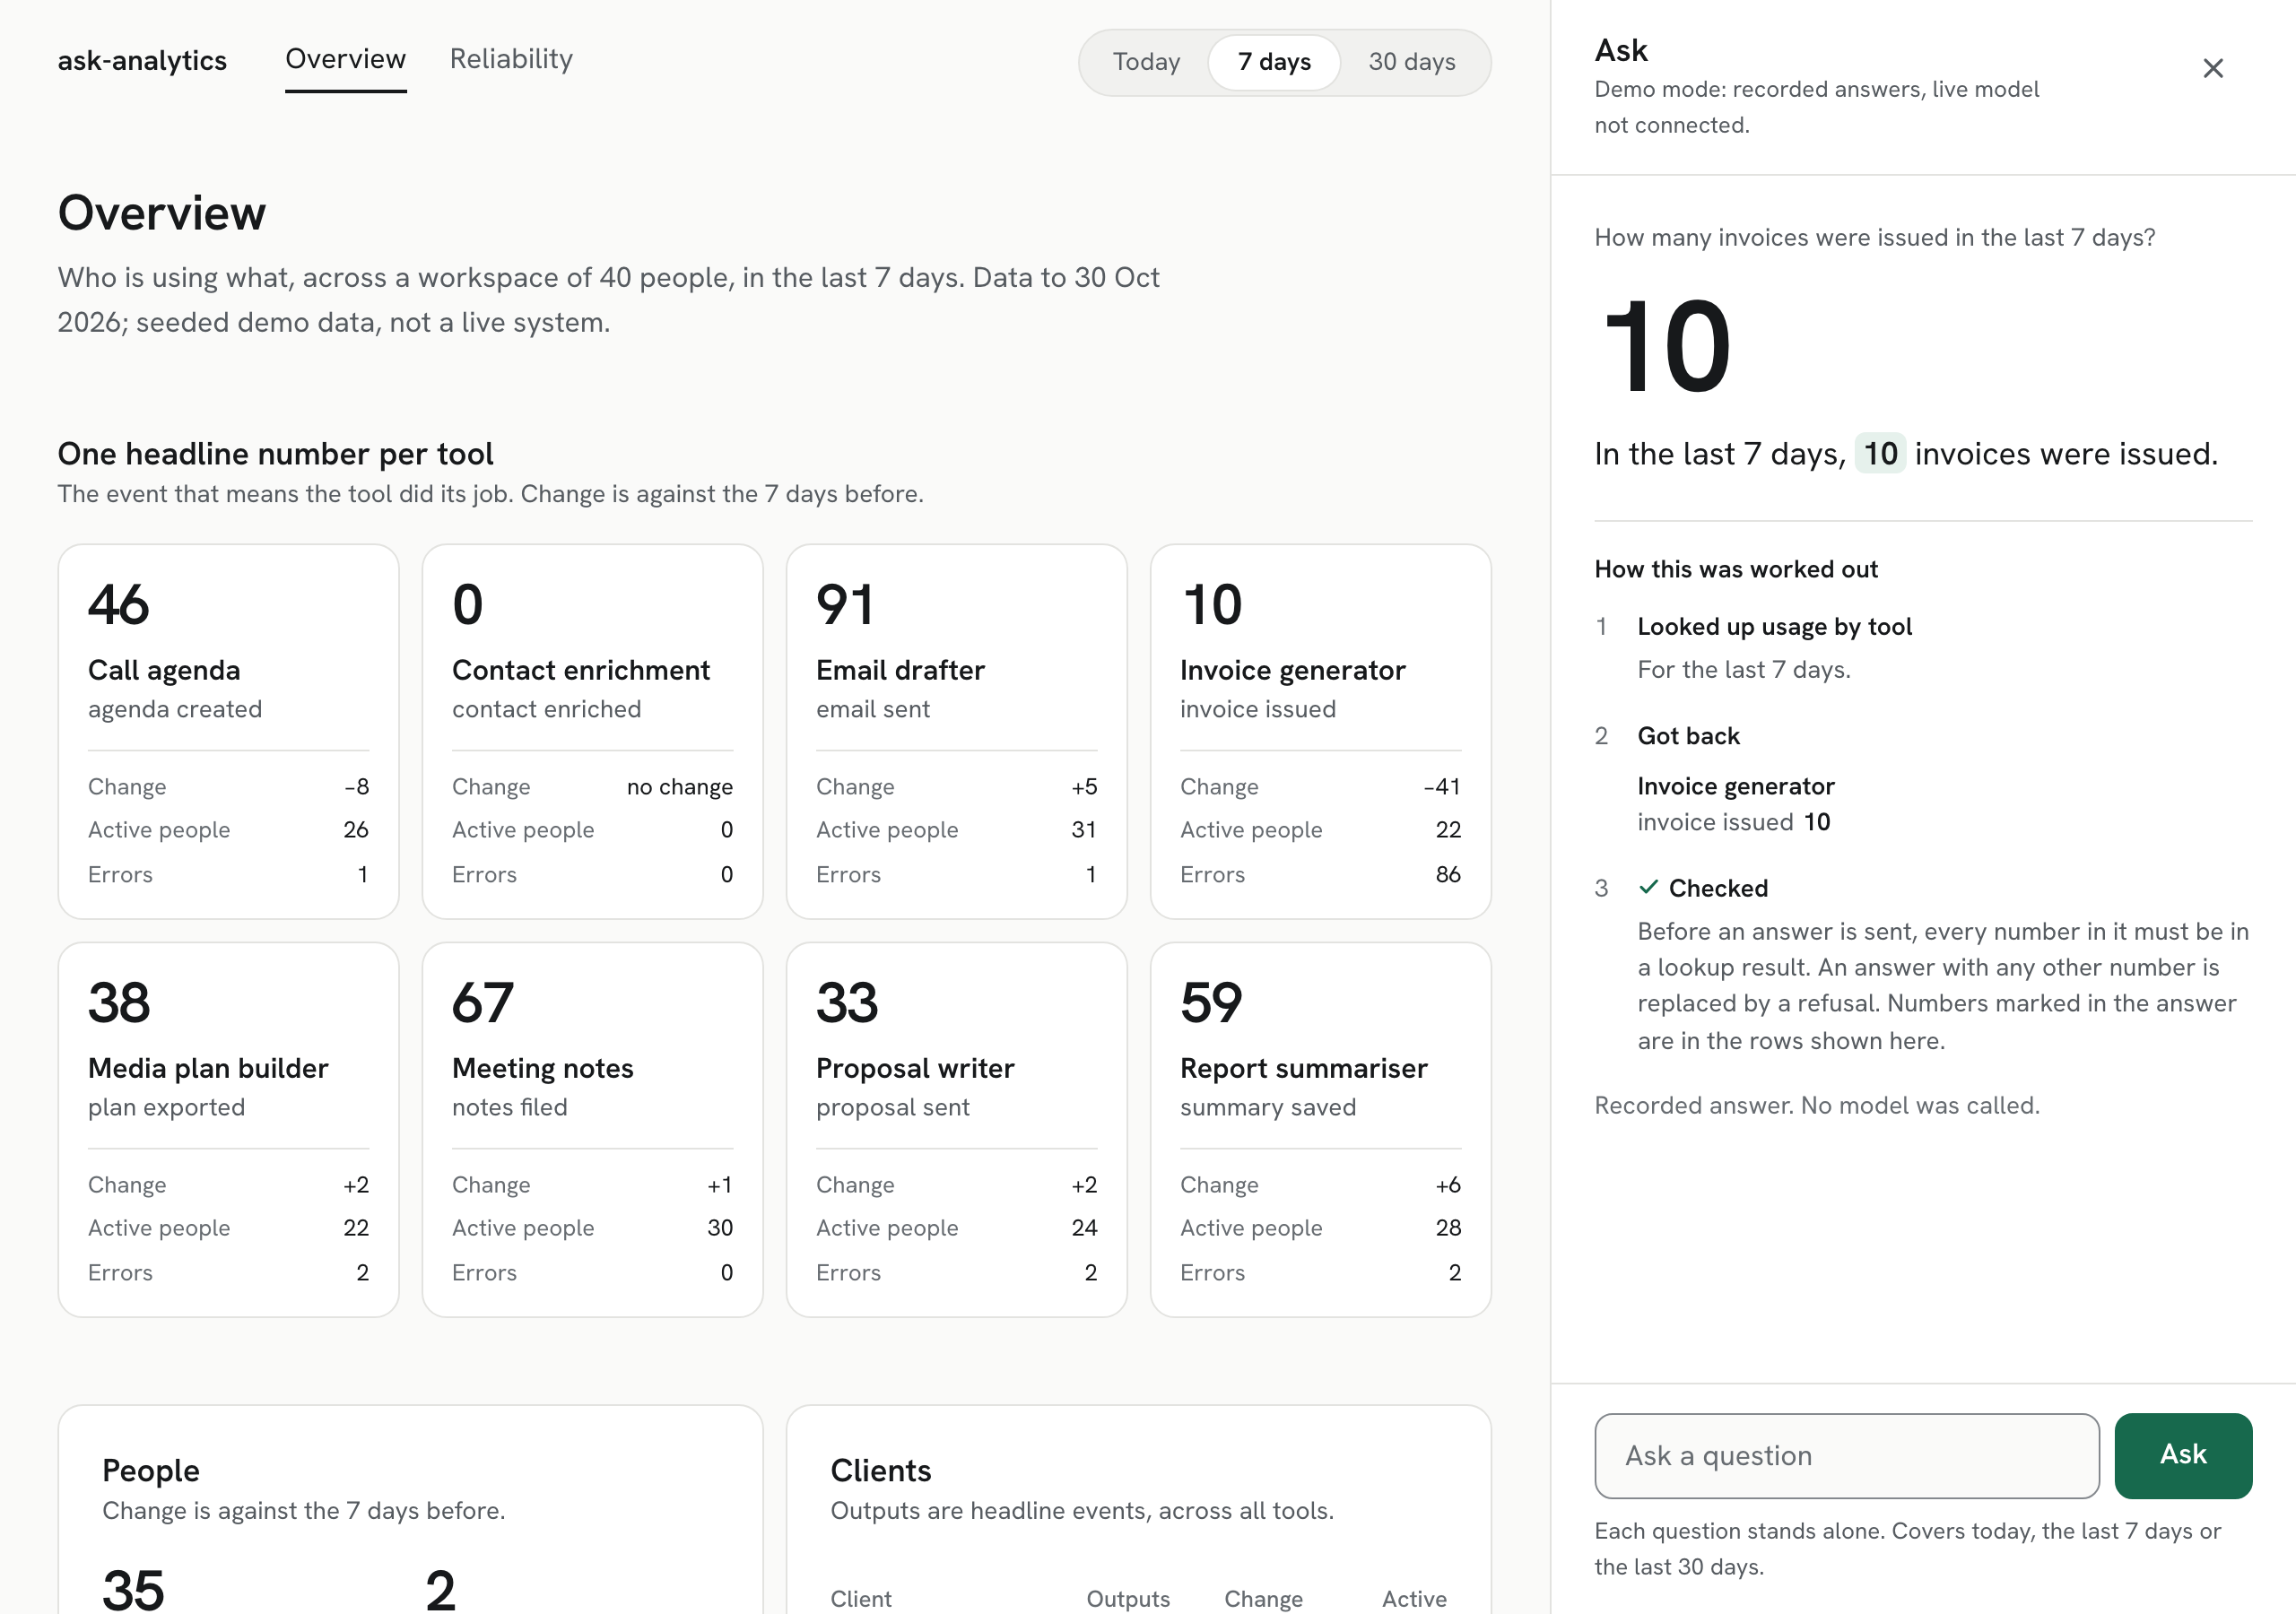 ask-analytics
Overview
Reliability
Today
7 days
30 days
Overview
Who is using what, across a workspace of 40 people, in the last 7 days. Data to 30 Oct
2026; seeded demo data, not a live system.
One headline number per tool
The event that means the tool did its job. Change is against the 7 days before.
46
Call agenda
agenda created
Change −8
Active people 26
Errors 1
0
Contact enrichment
contact enriched
Change no change
Active people 0
Errors 0
91
Email drafter
email sent
Change +5
Active people 31
Errors 1
10
Invoice generator
invoice issued
Change −41
Active people 22
Errors 86
38
Media plan builder
plan exported
Change +2
Active people 22
Errors 2
67
Meeting notes
notes filed
Change +1
Active people 30
Errors 0
33
Proposal writer
proposal sent
Change +2
Active people 24
Errors 2
59
Report summariser
summary saved
Change +6
Active people 28
Errors 2
People
Change is against the 7 days before.
35
2
Clients
Outputs are headline events, across all tools.
Client Outputs Change Active
Ask
Demo mode: recorded answers, live model
not connected.
How many invoices were issued in the last 7 days?
10
In the last 7 days, 10 invoices were issued.
How this was worked out
1 Looked up usage by tool
For the last 7 days.
2 Got back
Invoice generator
invoice issued 10
3 ✓ Checked
Before an answer is sent, every number in it must be in
a lookup result. An answer with any other number is
replaced by a refusal. Numbers marked in the answer
are in the rows shown here.
Recorded answer. No model was called.
Ask a question
Ask
Each question stands alone. Covers today, the last 7 days or
the last 30 days.